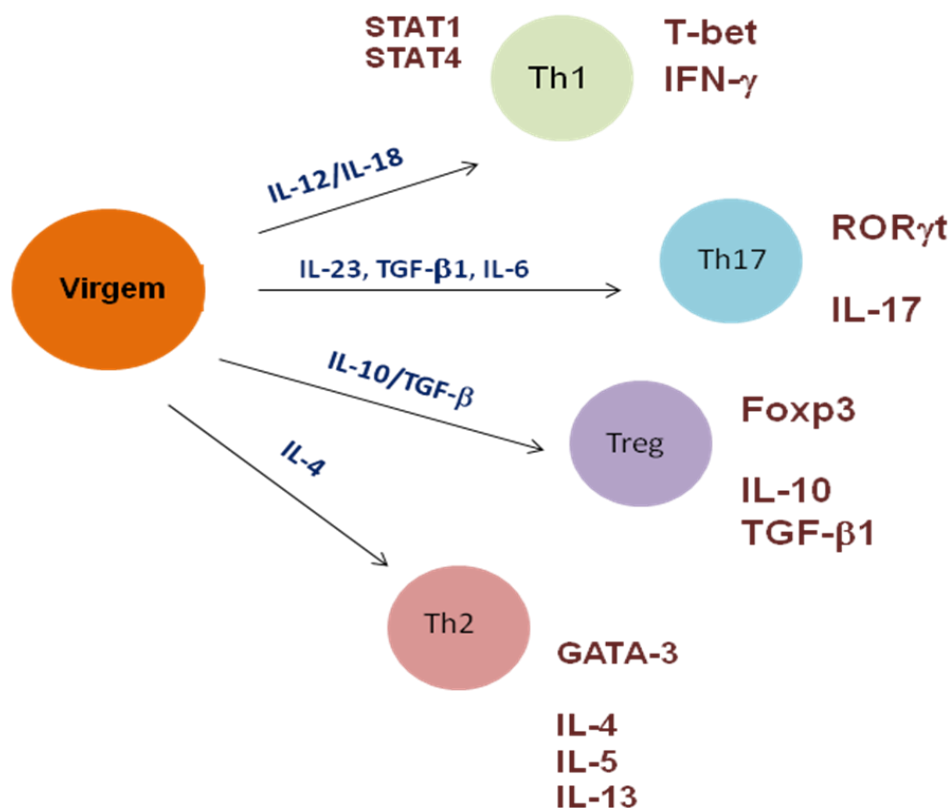 STAT1
STAT4
Th1
T-bet
IFN-γ
IL-12/IL-18
Virgem
IL-23, TGF-β1, IL-6
Th17
RORγt
IL-17
IL-10/TGF-β
Treg
Foxp3
IL-10
TGF-β1
IL-4
Th2
GATA-3
IL-4
IL-5
IL-13